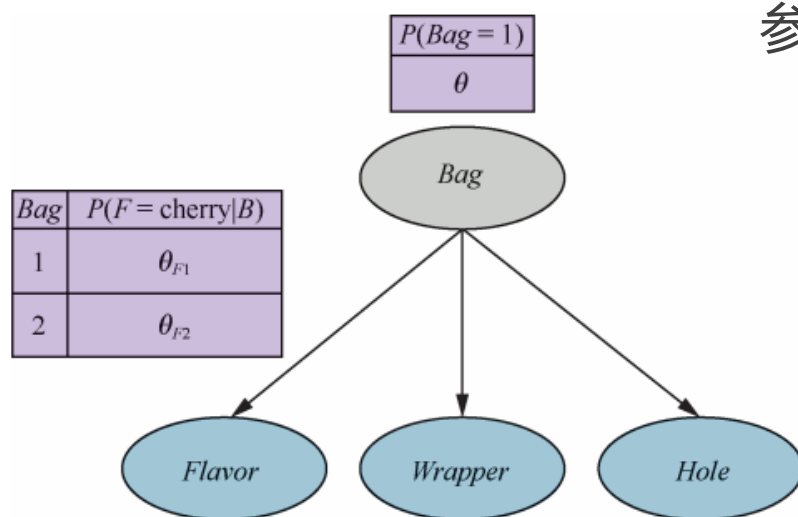 参
P(Bag = 1)
θ
Bag
Bag P(F = cherry|B)
1 θF1
2 θF2
Flavor Wrapper Hole